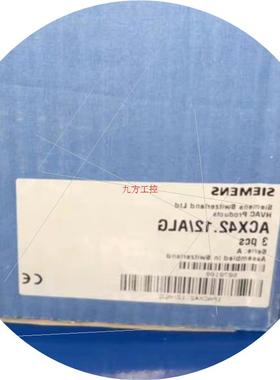 SIEMENS
Siemens Switzerland Ltd
HVAC Products
ACX42.12/ALG
3 pcs
Serie: A
Assembled in Switzerland
CE
九方工控